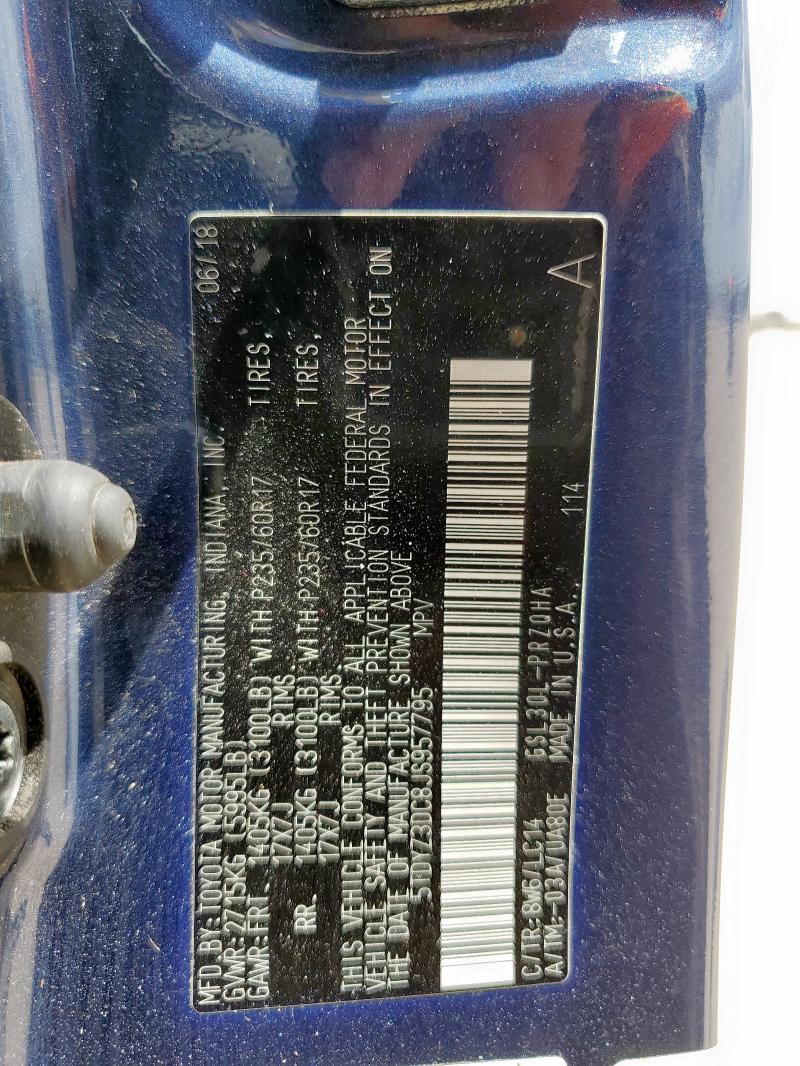 MFD BY: TOYOTA MOTOR MANUFACTURING, INDIANA, INC. 06/18
GVWR: 2715KG (5995LB)
GAWR: FRT. 1405KG (3100LB) WITH P235/60R17 TIRES,
17X7J RIMS.
RR. 1405KG (3100LB) WITH P235/60R17 TIRES,
17X7J RIMS.
THIS VEHICLE CONFORMS TO ALL APPLICABLE FEDERAL MOTOR
VEHICLE SAFETY AND THEFT PREVENTION STANDARDS IN EFFECT ON
THE DATE OF MANUFACTURE SHOWN ABOVE.
5TDYZ3DC8JS957795 MPV
C/TR: 8W6/LC14 GSL30L-PRZQHA
A/TM: -03A/UA80E MADE IN U.S.A. 114 A